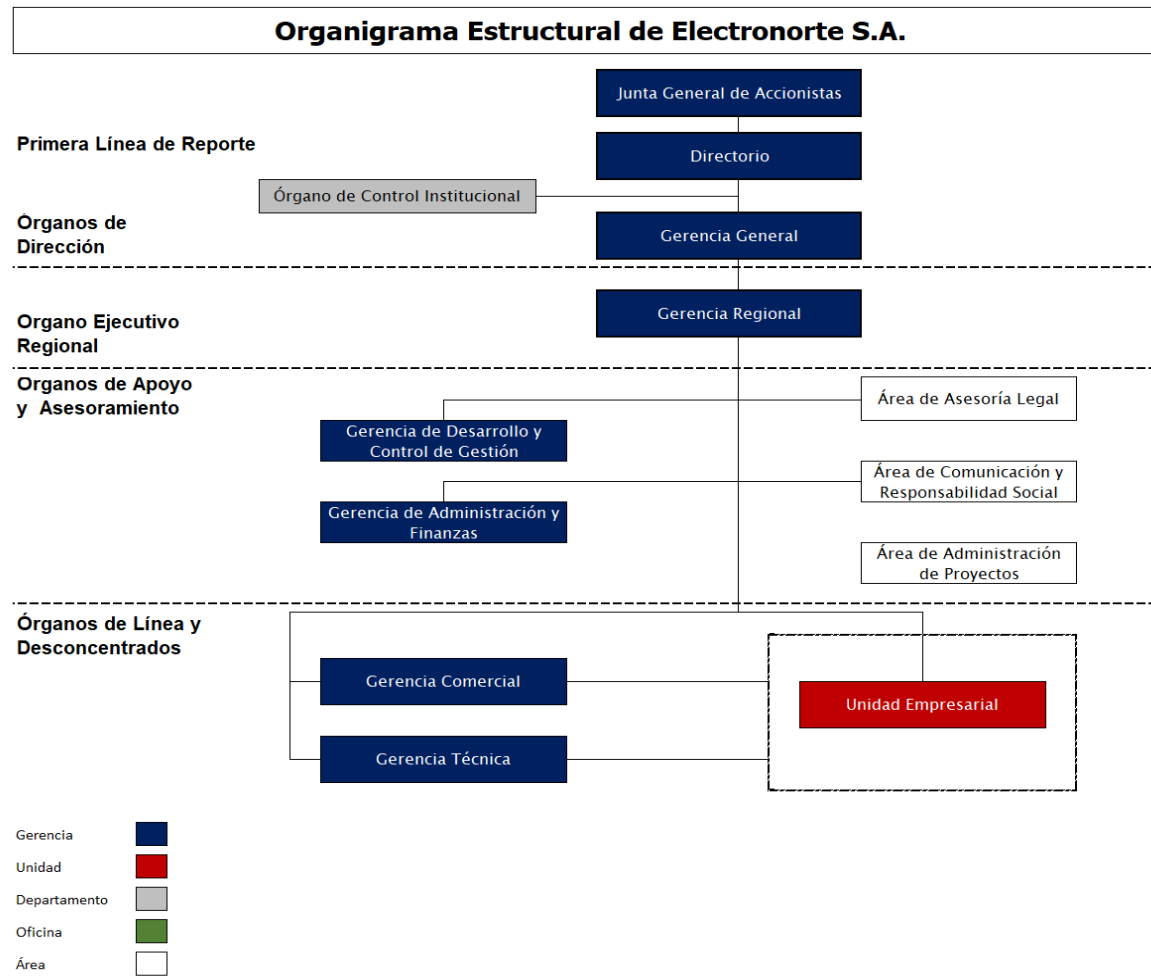 Organigrama Estructural de Electronorte S.A.
Junta General de Accionistas
Primera Línea de Reporte
Directorio
Órgano de Control Institucional
Órganos de
Dirección
Gerencia General
Organo Ejecutivo
Regional
Gerencia Regional
Organos de Apoyo
y Asesoramiento
Área de Asesoría Legal
Gerencia de Desarrollo y
Control de Gestión
Área de Comunicación y
Responsabilidad Social
Gerencia de Administración y
Finanzas
Área de Administración
de Proyectos
Órganos de Línea y
Desconcentrados
Gerencia Comercial
Unidad Empresarial
Gerencia Técnica
Gerencia
Unidad
Departamento
Oficina
Área